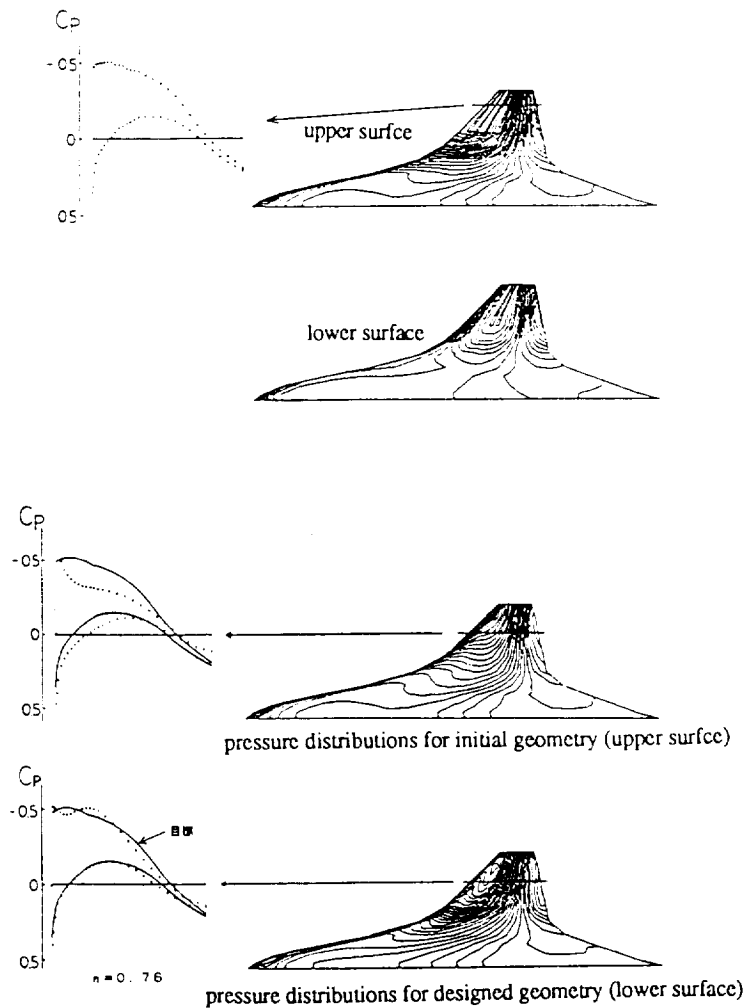 Cp
-05
0
05
upper surfce
lower surface
Cp
-05
0
05
pressure distributions for initial geometry (upper surfce)
Cp
-05
0
05
目標
n=0.76
pressure distributions for designed geometry (lower surface)